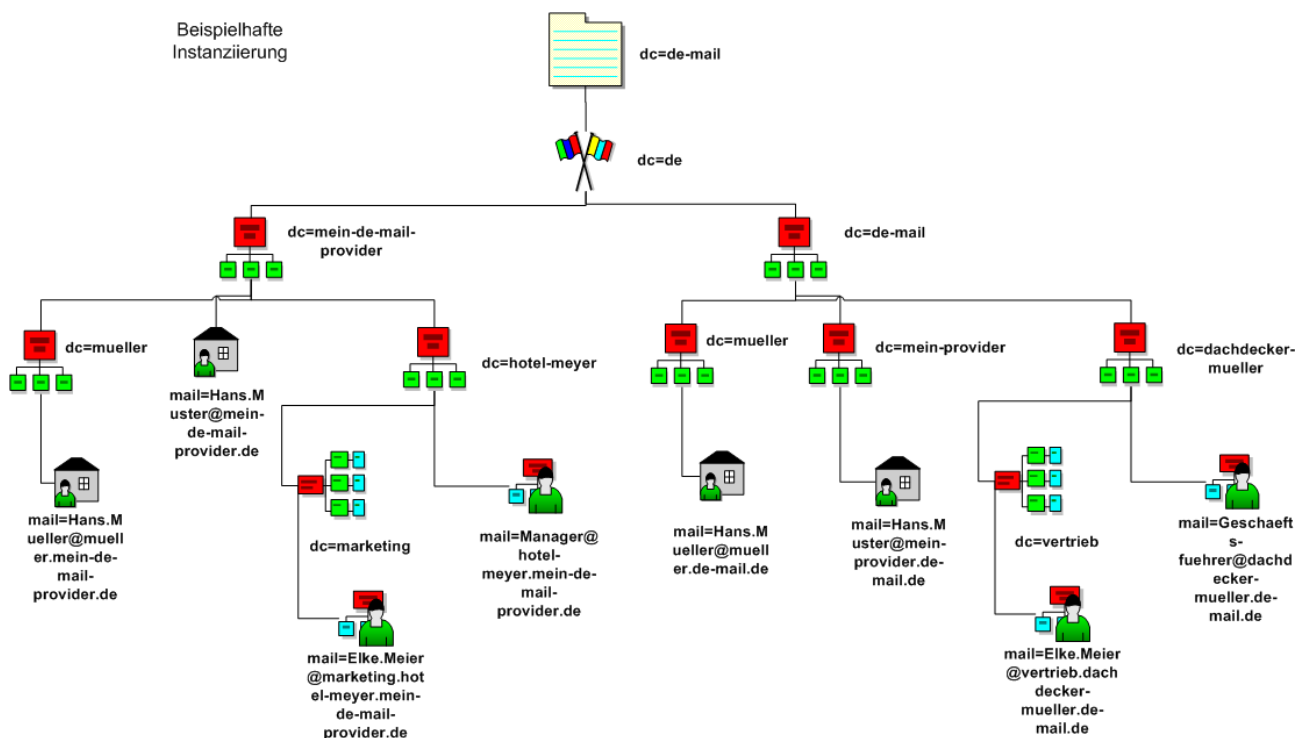 Beispielhafte
Instanziierung
dc=de-mail
dc=de
dc=mein-de-mail-
provider
dc=de-mail
dc=mueller
dc=hotel-meyer
dc=mueller
dc=mein-provider
dc=dachdecker-
mueller
mail=Hans.M
uster@mein-
de-mail-
provider.de
mail=Hans.M
ueller@muell
er.mein-de-
mail-
provider.de
dc=marketing
mail=Manager@
hotel-
meyer.mein-de-
mail-
provider.de
mail=Elke.Meier
@marketing.hot
el-meyer.mein-
de-mail-
provider.de
mail=Hans.M
ueller@muell
er.de-mail.de
mail=Hans.M
uster@mein-
provider.de-
mail.de
dc=vertrieb
mail=Geschaeft
s-
fuehrer@dachd
ecker-
mueller.de-
mail.de
mail=Elke.Meier
@vertrieb.dach
decker-
mueller.de-
mail.de